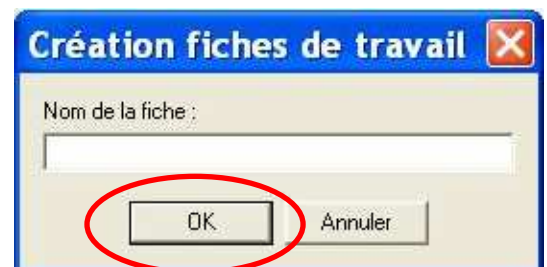 Création fiches de travail
Nom de la fiche :
OK Annuler